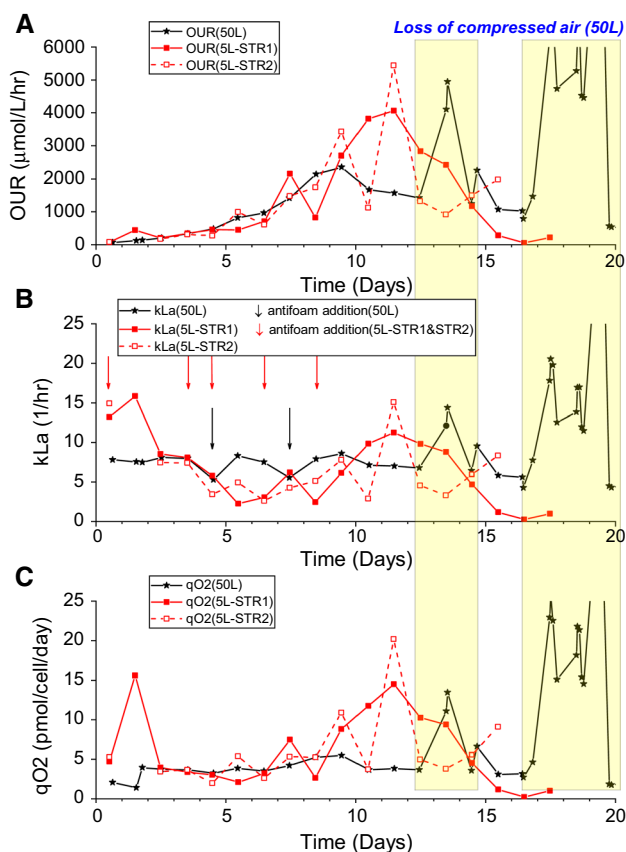 A
Loss of compressed air (50L)
OUR(50L)
OUR(5L-STR1)
OUR(5L-STR2)
OUR (μmol/L/hr)
6000
5000
4000
3000
2000
1000
0
0 5 10 15 20
Time (Days)
B
kLa(50L) antifoam addition(50L)
kLa(5L-STR1) antifoam addition(5L-STR1&STR2)
kLa(5L-STR2)
kLa (1/hr)
25
20
15
10
5
0
0 5 10 15 20
Time (Days)
C
qO2(50L)
qO2(5L-STR1)
qO2(5L-STR2)
qO2 (pmol/cell/day)
25
20
15
10
5
0
0 5 10 15 20
Time (Days)